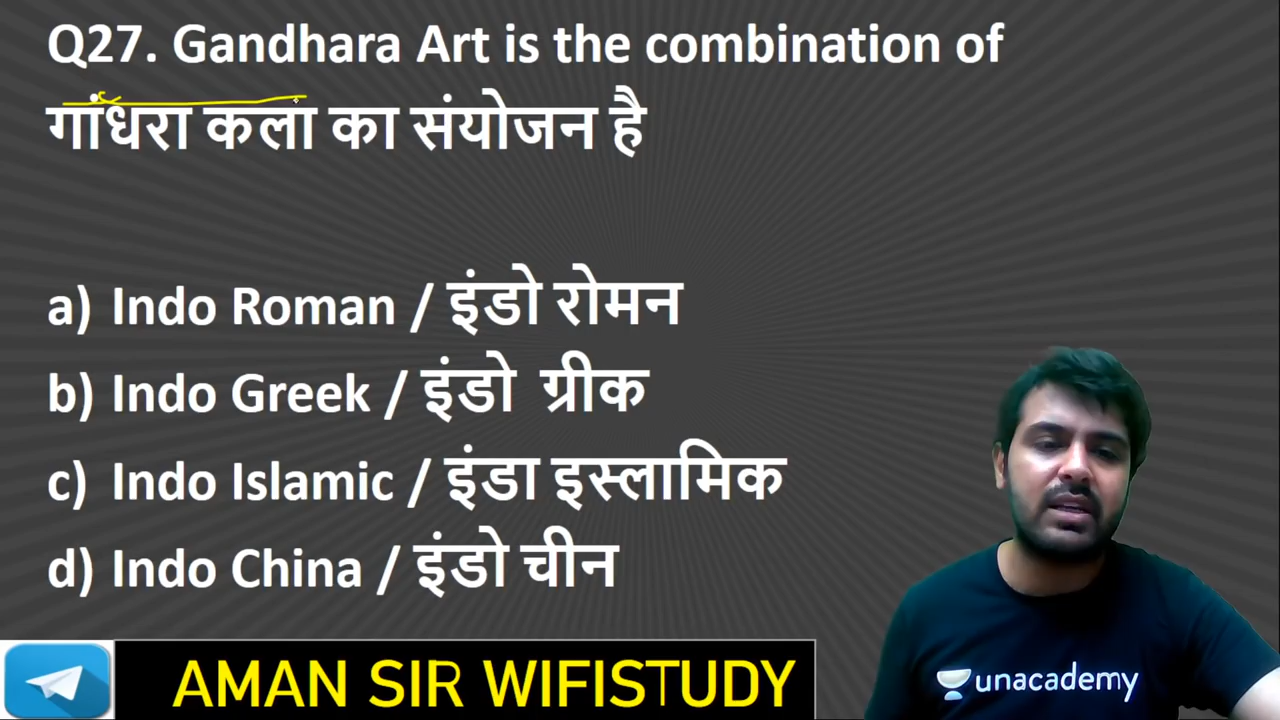 Q27. Gandhara Art is the combination of
गांधरा कला का संयोजन है
a) Indo Roman / इंडो रोमन
b) Indo Greek / इंडो ग्रीक
c) Indo Islamic / इंडा इस्लामिक
d) Indo China / इंडो चीन
unacademy
AMAN SIR WIFISTUDY